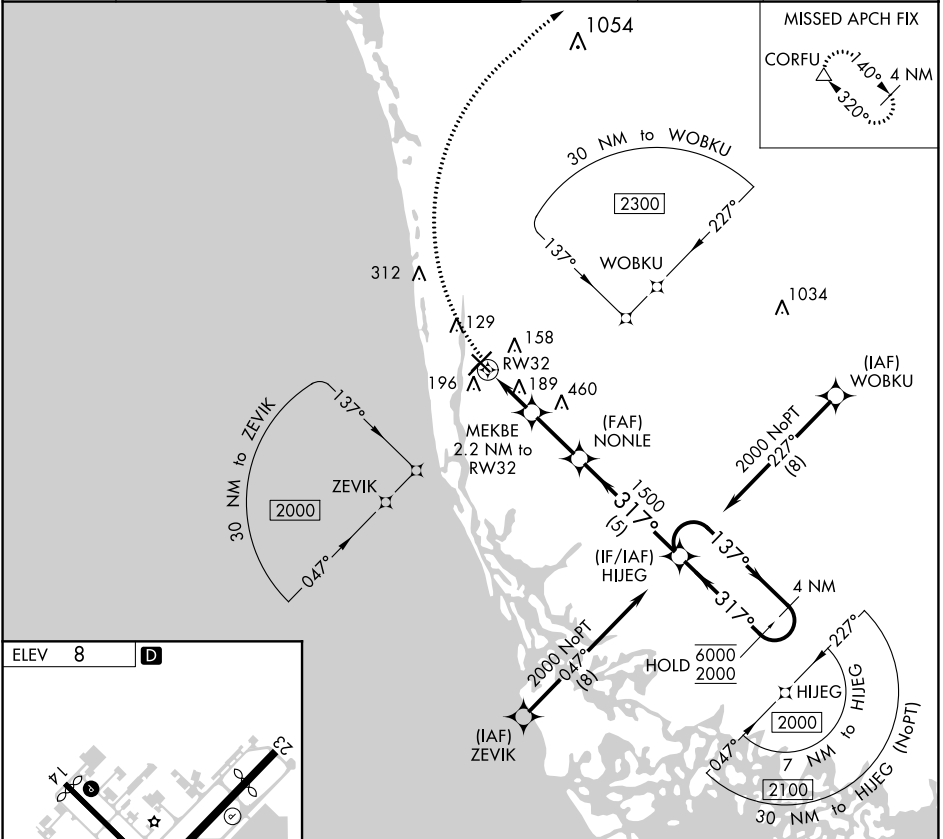 1054
MISSED APCH FIX
CORFU
140°
4 NM
320°
30 NM to WOBKU
2300
137°
227°
WOBKU
312
1034
129
158
RW32
196
189
460
(IAF)
WOBKU
MEKBE
2.2 NM to
RW32
(FAF)
NONLE
2000 NoPT
227°
(8)
30 NM to ZEVIK
137°
ZEVIK
2000
047°
1500
317°
(5)
(IF/IAF)
HIJEG
137°
4 NM
317°
HOLD
6000
2000
2000 NoPT
047°
(8)
(IAF)
ZEVIK
227°
HIJEG
2000
047°
7 NM to HIJEG
2100
30 NM to HIJEG (NoPT)
ELEV 8
D
14
23
P
P